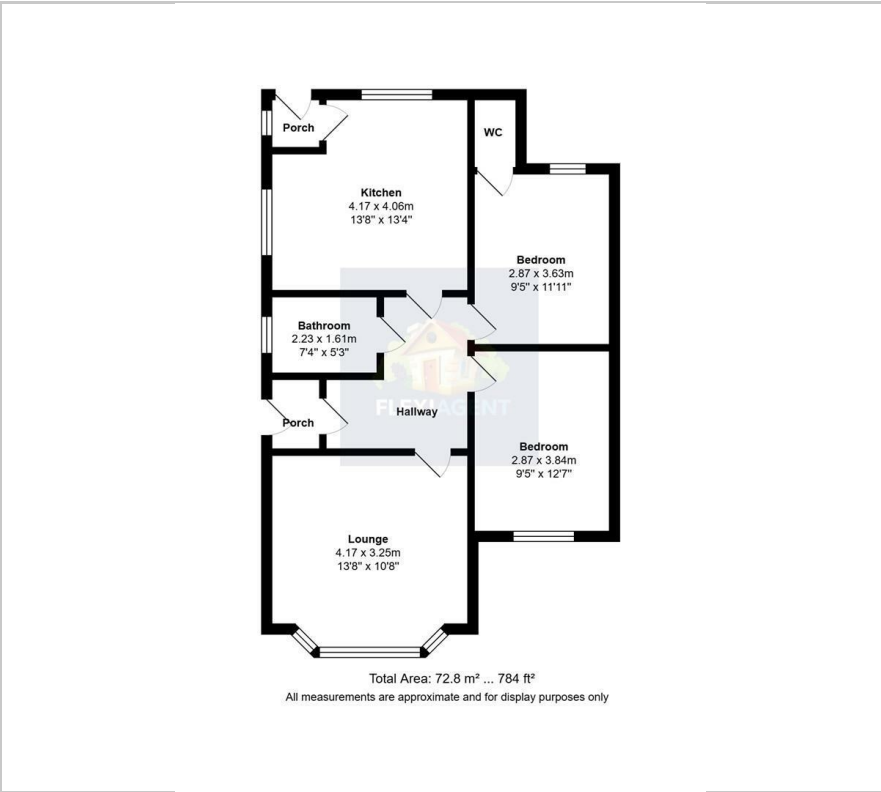 Porch
WC
Kitchen
4.17 x 4.06m
13'8" x 13'4"
Bedroom
2.87 x 3.63m
9'5" x 11'11"
Bathroom
2.23 x 1.61m
7'4" x 5'3"
FLEXIAGENT
Hallway
Porch
Bedroom
2.87 x 3.84m
9'5" x 12'7"
Lounge
4.17 x 3.25m
13'8" x 10'8"
Total Area: 72.8 m² ... 784 ft²
All measurements are approximate and for display purposes only